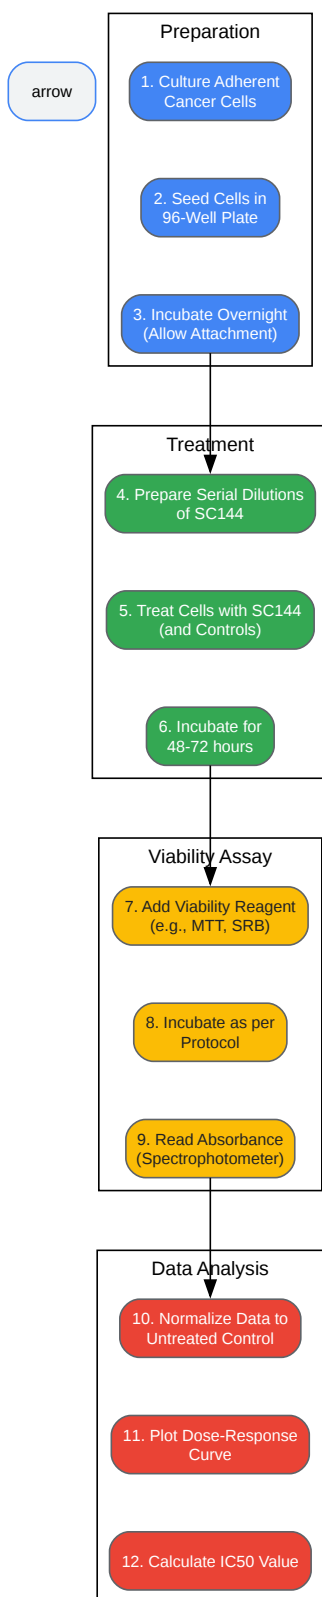 Preparation
arrow
1. Culture Adherent
Cancer Cells
2. Seed Cells in
96-Well Plate
3. Incubate Overnight
(Allow Attachment)
Treatment
4. Prepare Serial Dilutions
of SC144
5. Treat Cells with SC144
(and Controls)
6. Incubate for
48-72 hours
Viability Assay
7. Add Viability Reagent
(e.g., MTT, SRB)
8. Incubate as per
Protocol
9. Read Absorbance
(Spectrophotometer)
Data Analysis
10. Normalize Data to
Untreated Control
11. Plot Dose-Response
Curve
12. Calculate IC50 Value